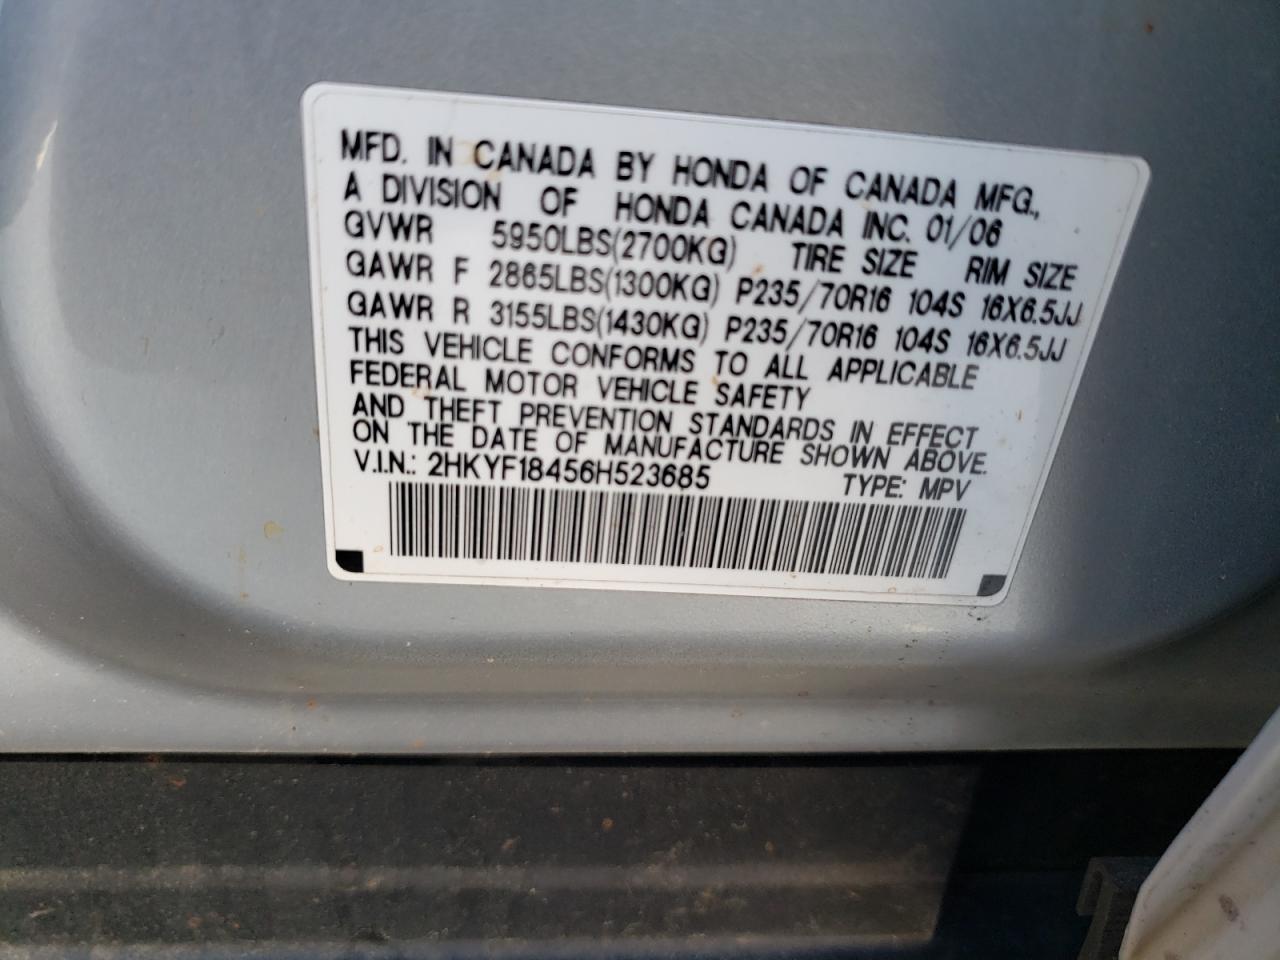 MFD. IN CANADA BY HONDA OF CANADA MFG.,
A DIVISION OF HONDA CANADA INC. 01/06
GVWR 5950LBS(2700KG) TIRE SIZE RIM SIZE
GAWR F 2865LBS(1300KG) P235/70R16 104S 16X6.5JJ
GAWR R 3155LBS(1430KG) P235/70R16 104S 16X6.5JJ
THIS VEHICLE CONFORMS TO ALL APPLICABLE
FEDERAL MOTOR VEHICLE SAFETY
AND THEFT PREVENTION STANDARDS IN EFFECT
ON THE DATE OF MANUFACTURE SHOWN ABOVE.
V.I.N.: 2HKYF18456H523685 TYPE: MPV